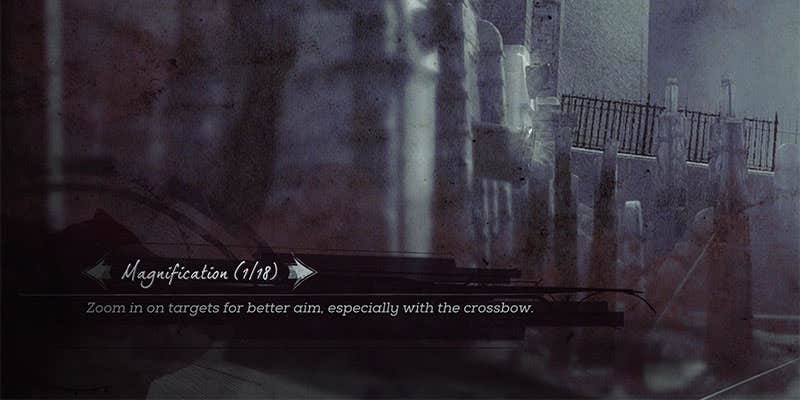 Magnification (1/18)
Zoom in on targets for better aim, especially with the crossbow.